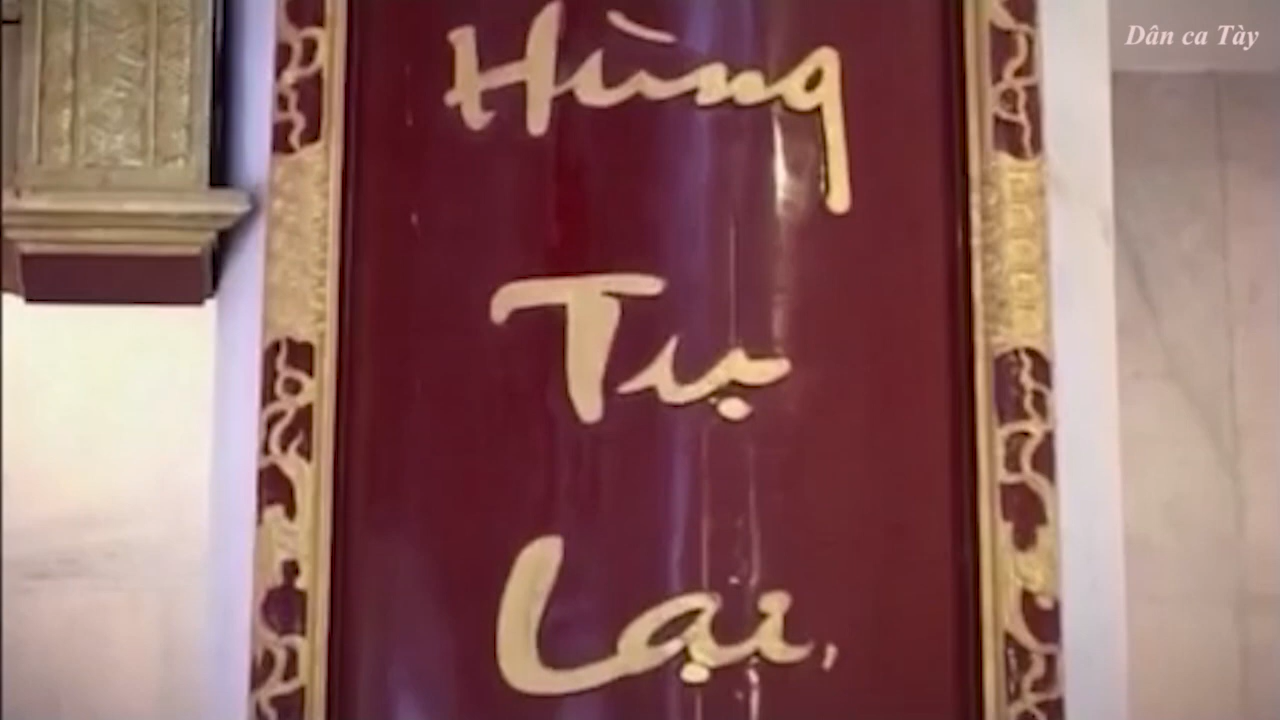 Dân ca Tày
Hùng
Tụ
Lại,